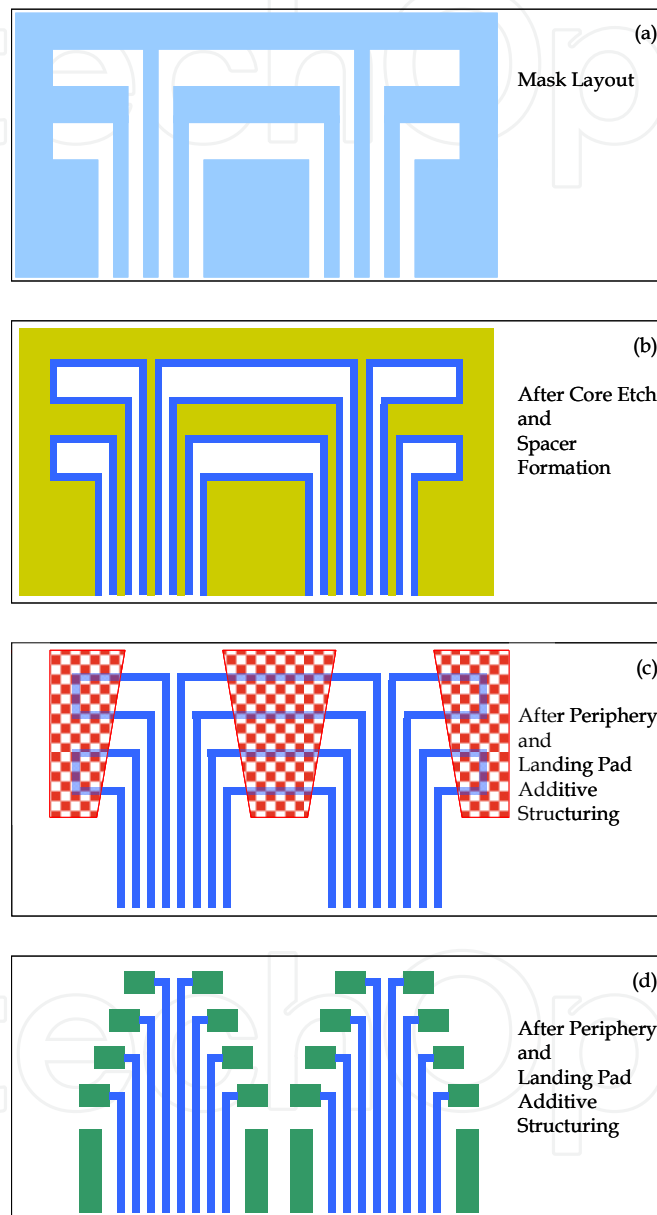 (a)
Mask Layout
(b)
After Core Etch
and
Spacer
Formation
(c)
After Periphery
and
Landing Pad
Additive
Structuring
(d)
After Periphery
and
Landing Pad
Additive
Structuring